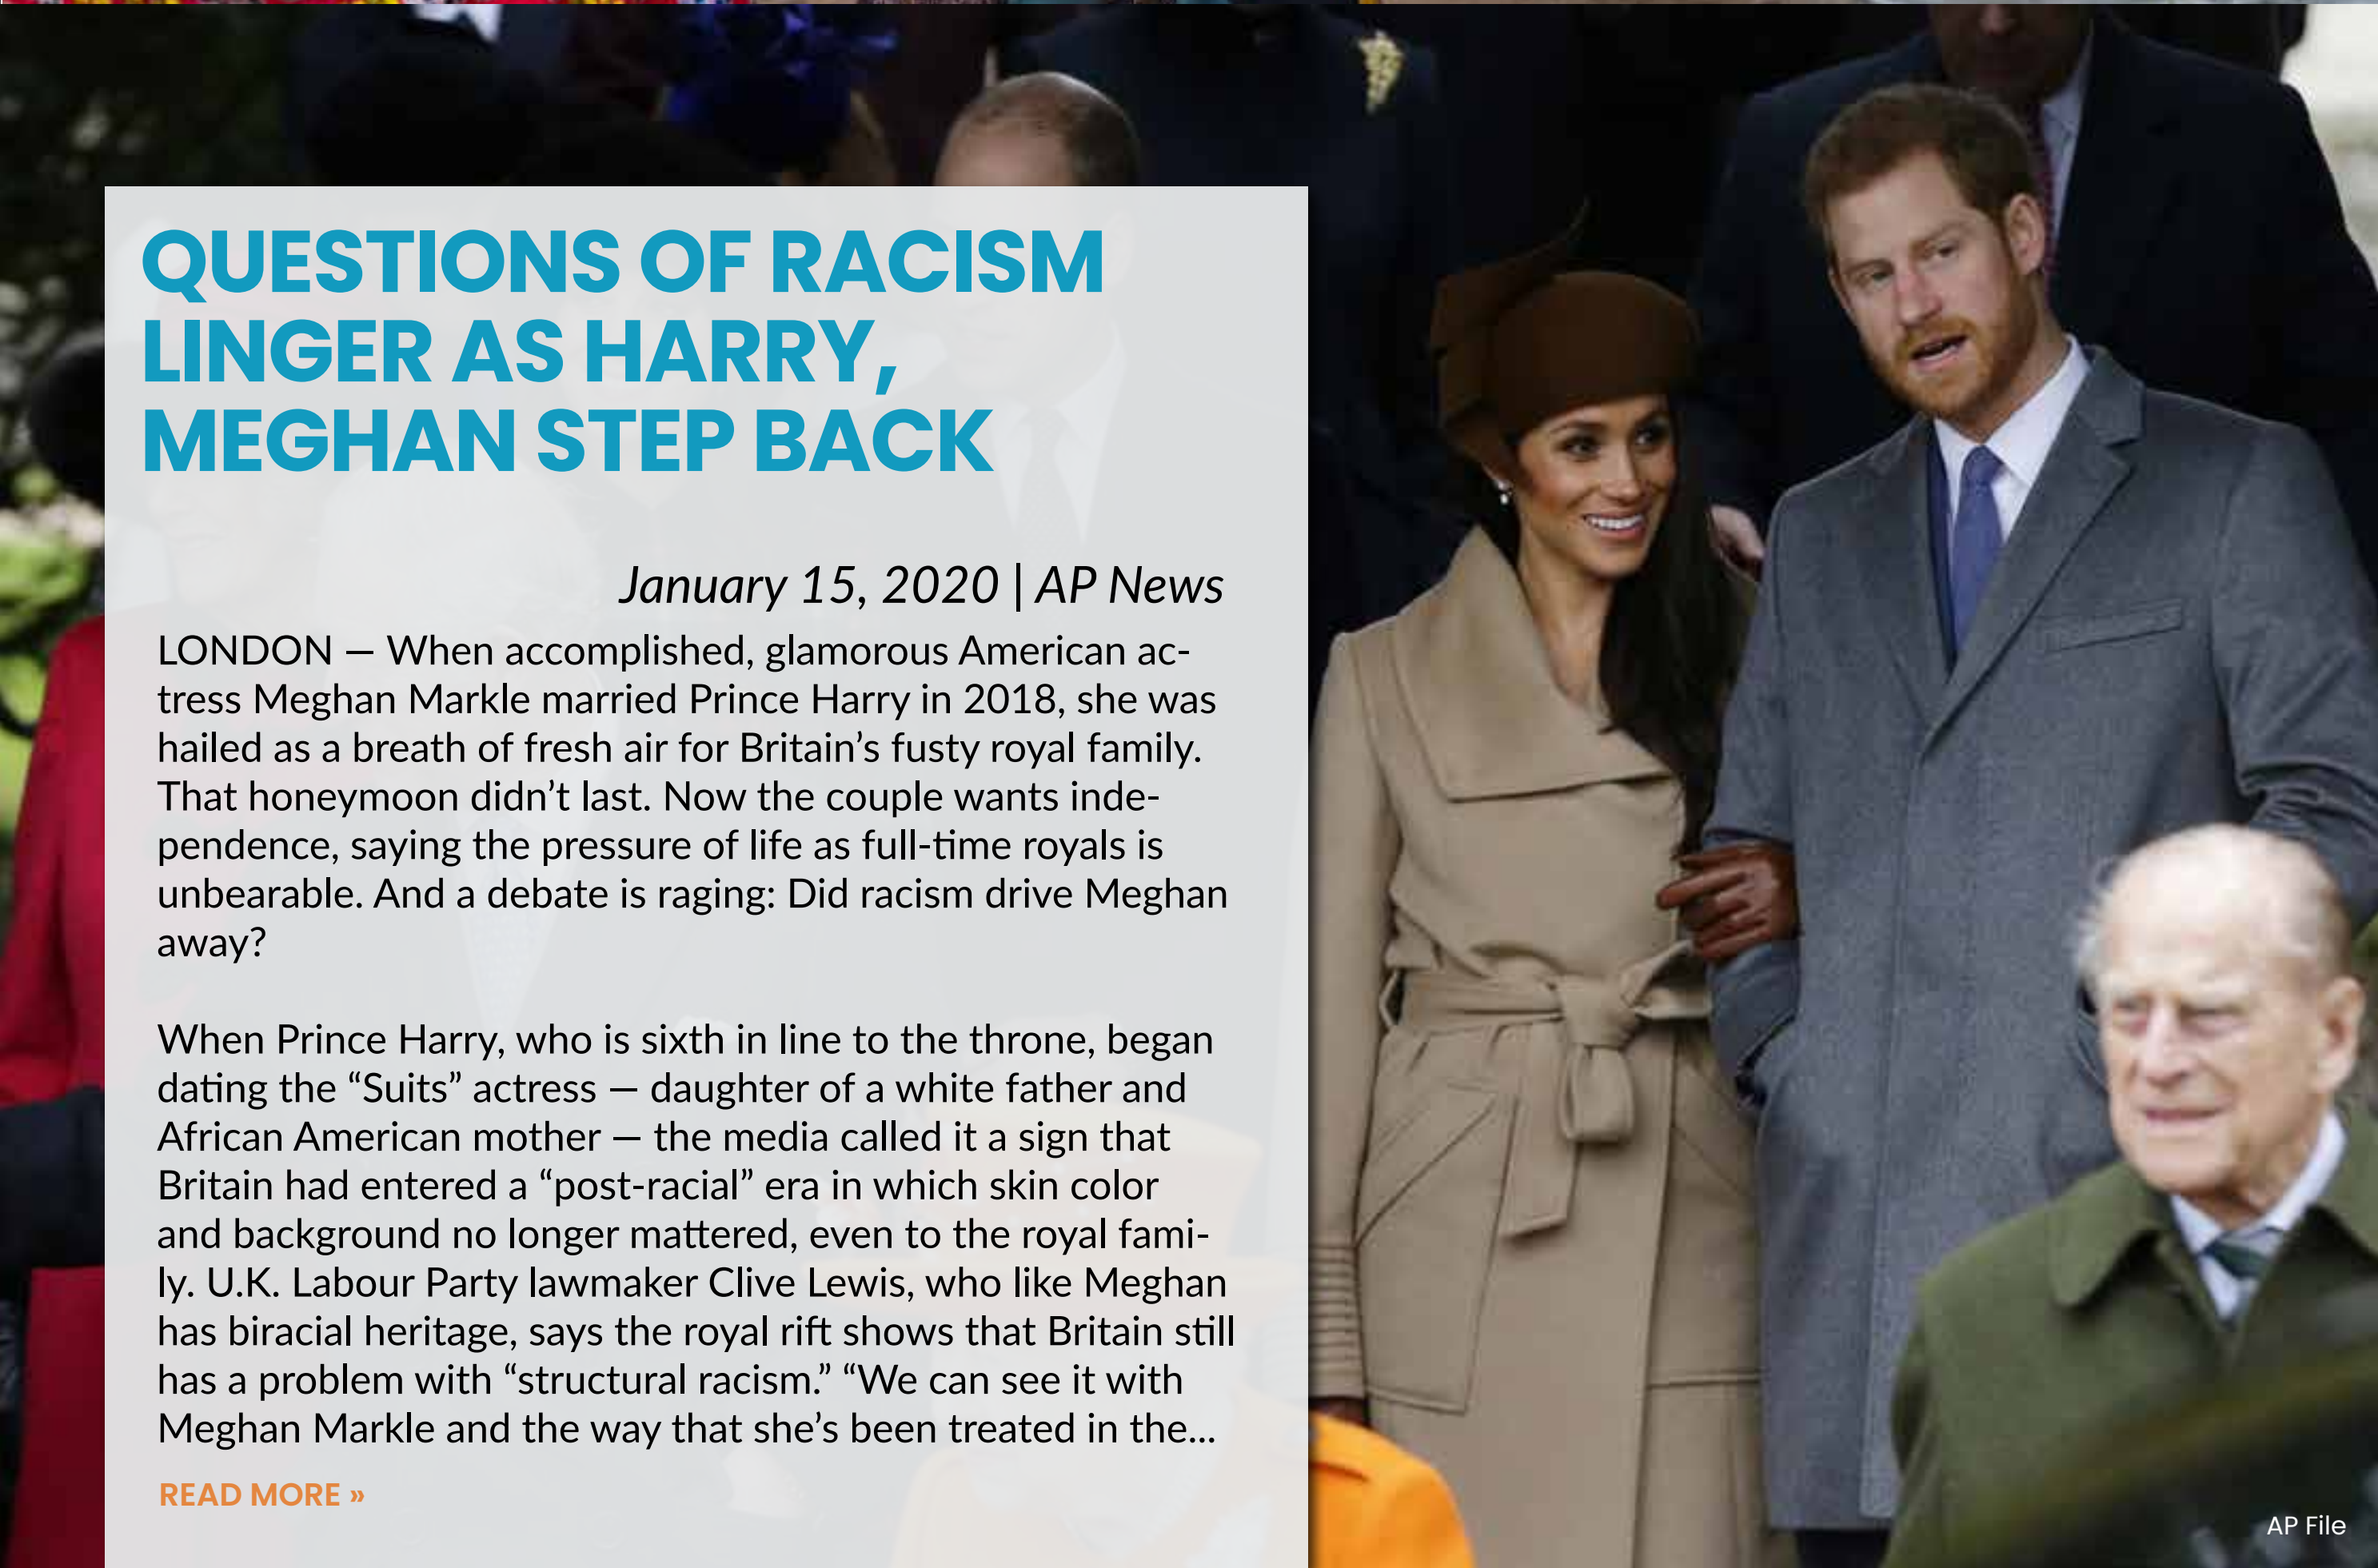 QUESTIONS OF RACISM
LINGER AS HARRY,
MEGHAN STEP BACK
January 15, 2020 | AP News
LONDON — When accomplished, glamorous American ac-
tress Meghan Markle married Prince Harry in 2018, she was
hailed as a breath of fresh air for Britain’s fusty royal family.
That honeymoon didn’t last. Now the couple wants inde-
pendence, saying the pressure of life as full-time royals is
unbearable. And a debate is raging: Did racism drive Meghan
away?
When Prince Harry, who is sixth in line to the throne, began
dating the “Suits” actress — daughter of a white father and
African American mother — the media called it a sign that
Britain had entered a “post-racial” era in which skin color
and background no longer mattered, even to the royal fami-
ly. U.K. Labour Party lawmaker Clive Lewis, who like Meghan
has biracial heritage, says the royal rift shows that Britain still
has a problem with “structural racism.” “We can see it with
Meghan Markle and the way that she’s been treated in the...
READ MORE »
AP File